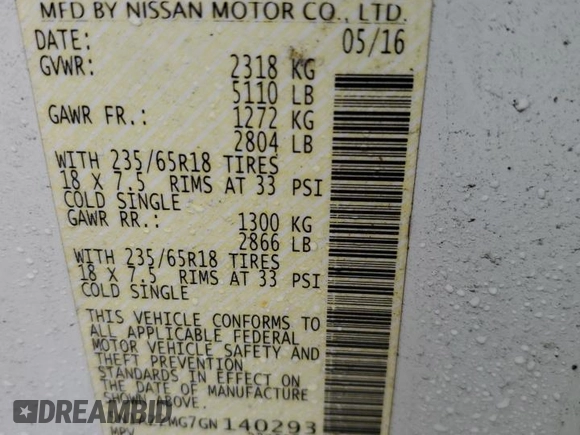 MFD BY NISSAN MOTOR CO., LTD.
DATE: 05/16
GVWR: 2318 KG
5110 LB
GAWR FR.: 1272 KG
2804 LB
WITH 235/65R18 TIRES
18 X 7.5 RIMS AT 33 PSI
COLD SINGLE
GAWR RR.: 1300 KG
2866 LB
WITH 235/65R18 TIRES
18 X 7.5 RIMS AT 33 PSI
COLD SINGLE
THIS VEHICLE CONFORMS TO
ALL APPLICABLE FEDERAL
MOTOR VEHICLE SAFETY AND
THEFT PREVENTION
STANDARDS IN EFFECT ON
THE DATE OF MANUFACTURE
SHOWN ABOVE.
140293
MPV
DREAMBID